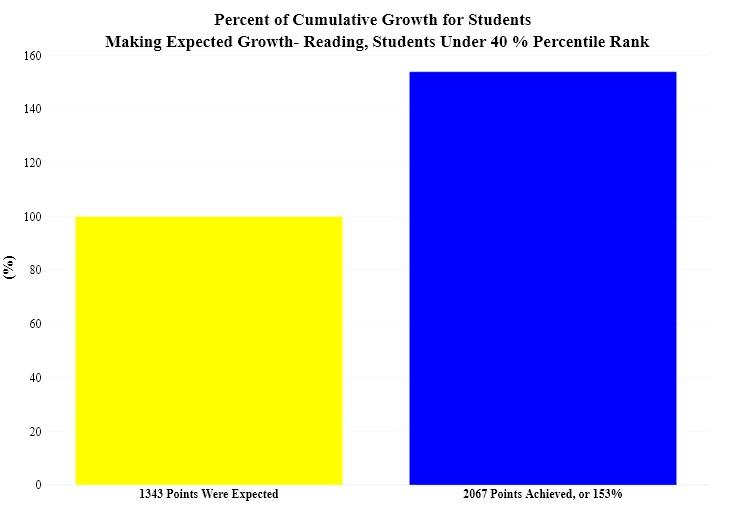 Percent of Cumulative Growth for Students
Making Expected Growth- Reading, Students Under 40 % Percentile Rank
160
140
120
100
80
60
40
20
0
(%)
1343 Points Were Expected
2067 Points Achieved, or 153%